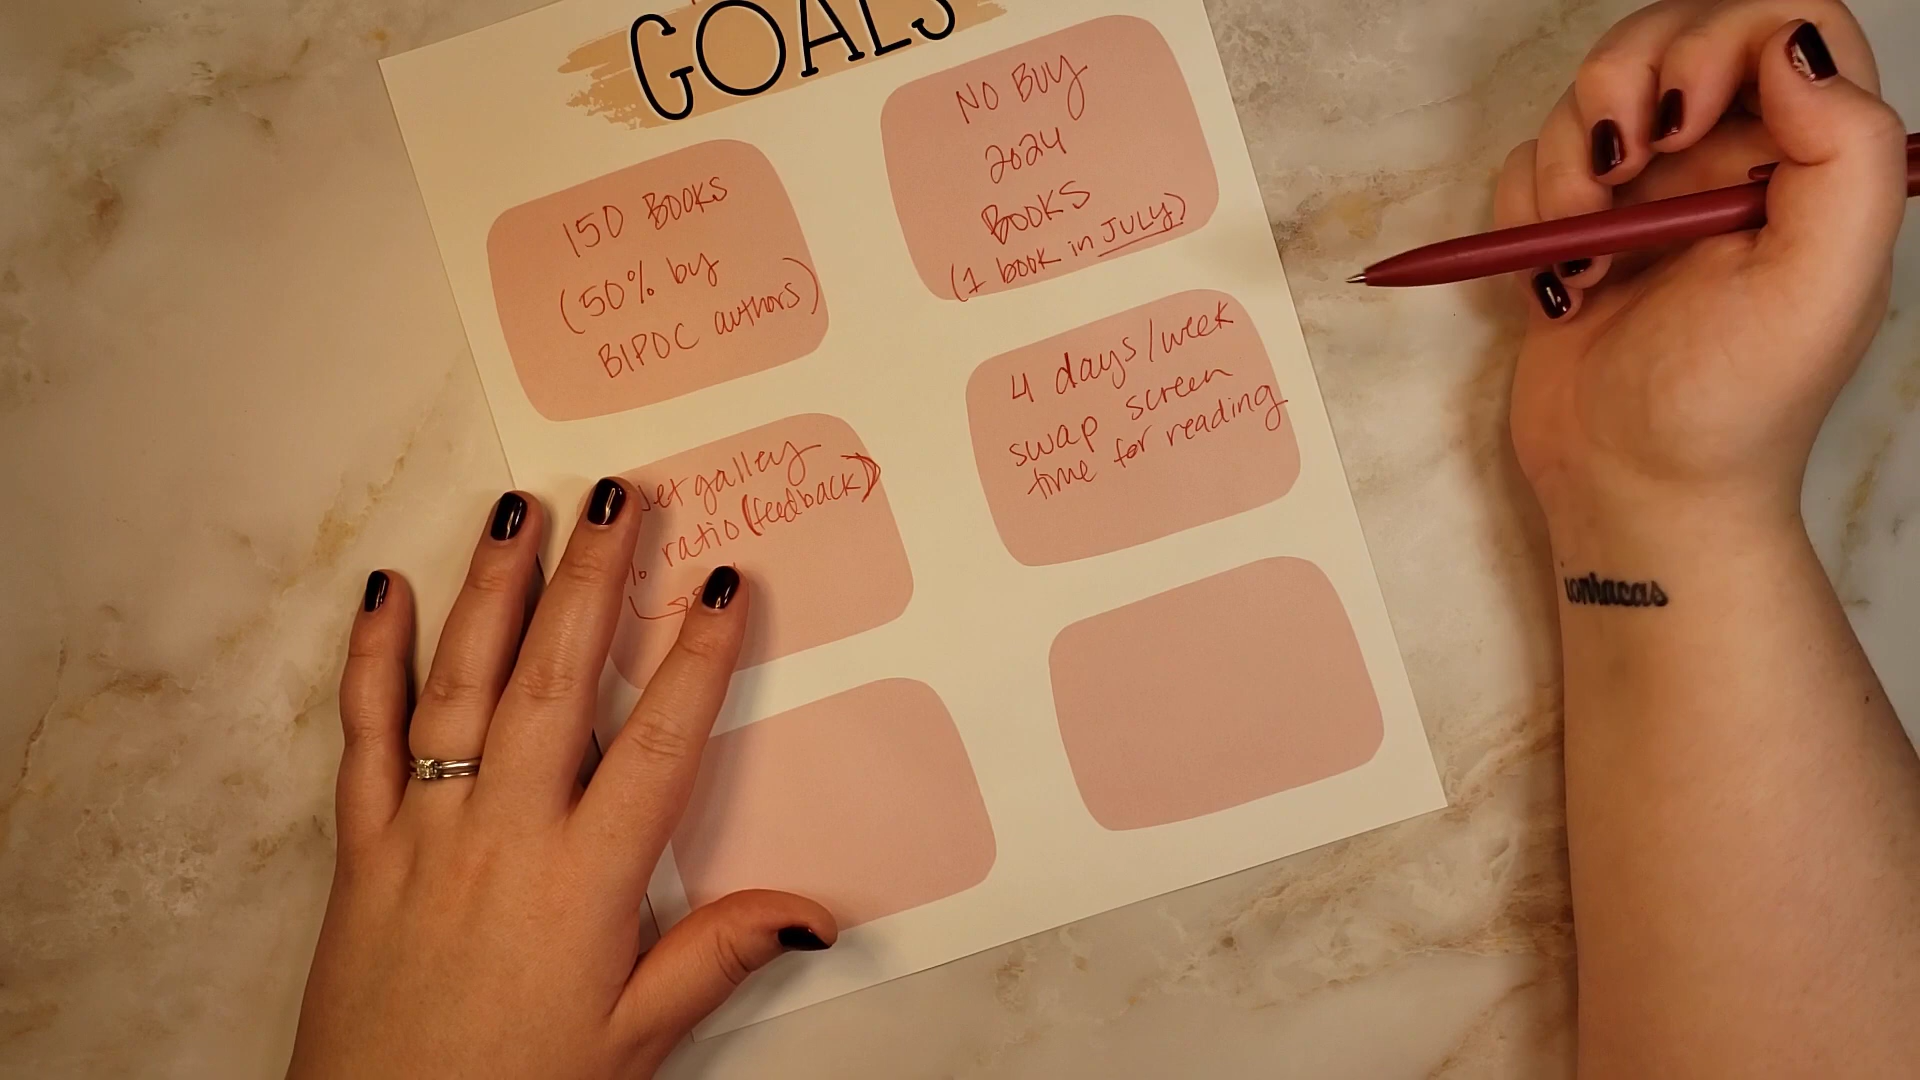 GOALS
150 BOOKS
(50% by
BIPOC authors)
NO BUY
2024
BOOKS
(1 book in JULY)
Netgalley
% ratio (feedback)
4 days/week
swap screen
time for reading